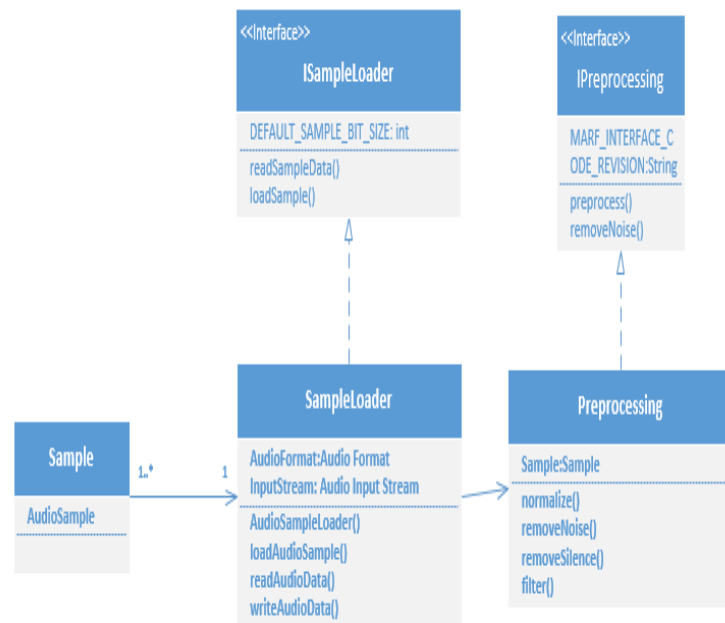 <<Interface>>
ISampleLoader
DEFAULT_SAMPLE_BIT_SIZE: int
readSampleData()
loadSample()
<<Interface>>
IPreprocessing
MARF_INTERFACE_C
ODE_REVISION:String
preprocess()
removeNoise()
Sample
AudioSample
1..*
1
SampleLoader
AudioFormat:Audio Format
InputStream: Audio Input Stream
AudioSampleLoader()
loadAudioSample()
readAudioData()
writeAudioData()
Preprocessing
Sample:Sample
normalize()
removeNoise()
removeSilence()
filter()